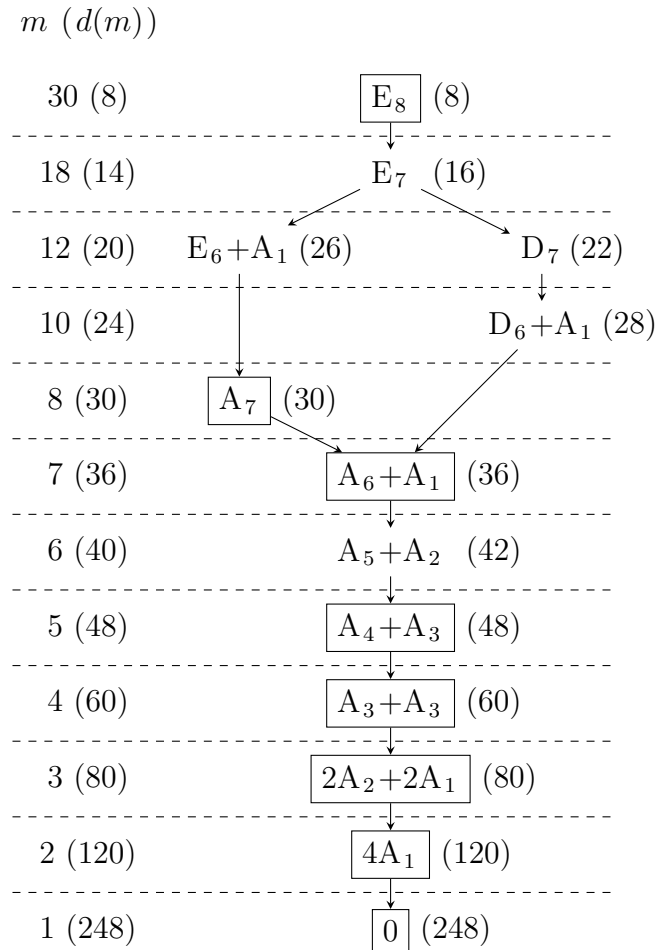 m (d(m))
30 (8) E₈ (8)
18 (14) E₇ (16)
12 (20) E₆+A₁ (26) D₇ (22)
10 (24) D₆+A₁ (28)
8 (30) A₇ (30)
7 (36) A₆+A₁ (36)
6 (40) A₅+A₂ (42)
5 (48) A₄+A₃ (48)
4 (60) A₃+A₃ (60)
3 (80) 2A₂+2A₁ (80)
2 (120) 4A₁ (120)
1 (248) 0 (248)